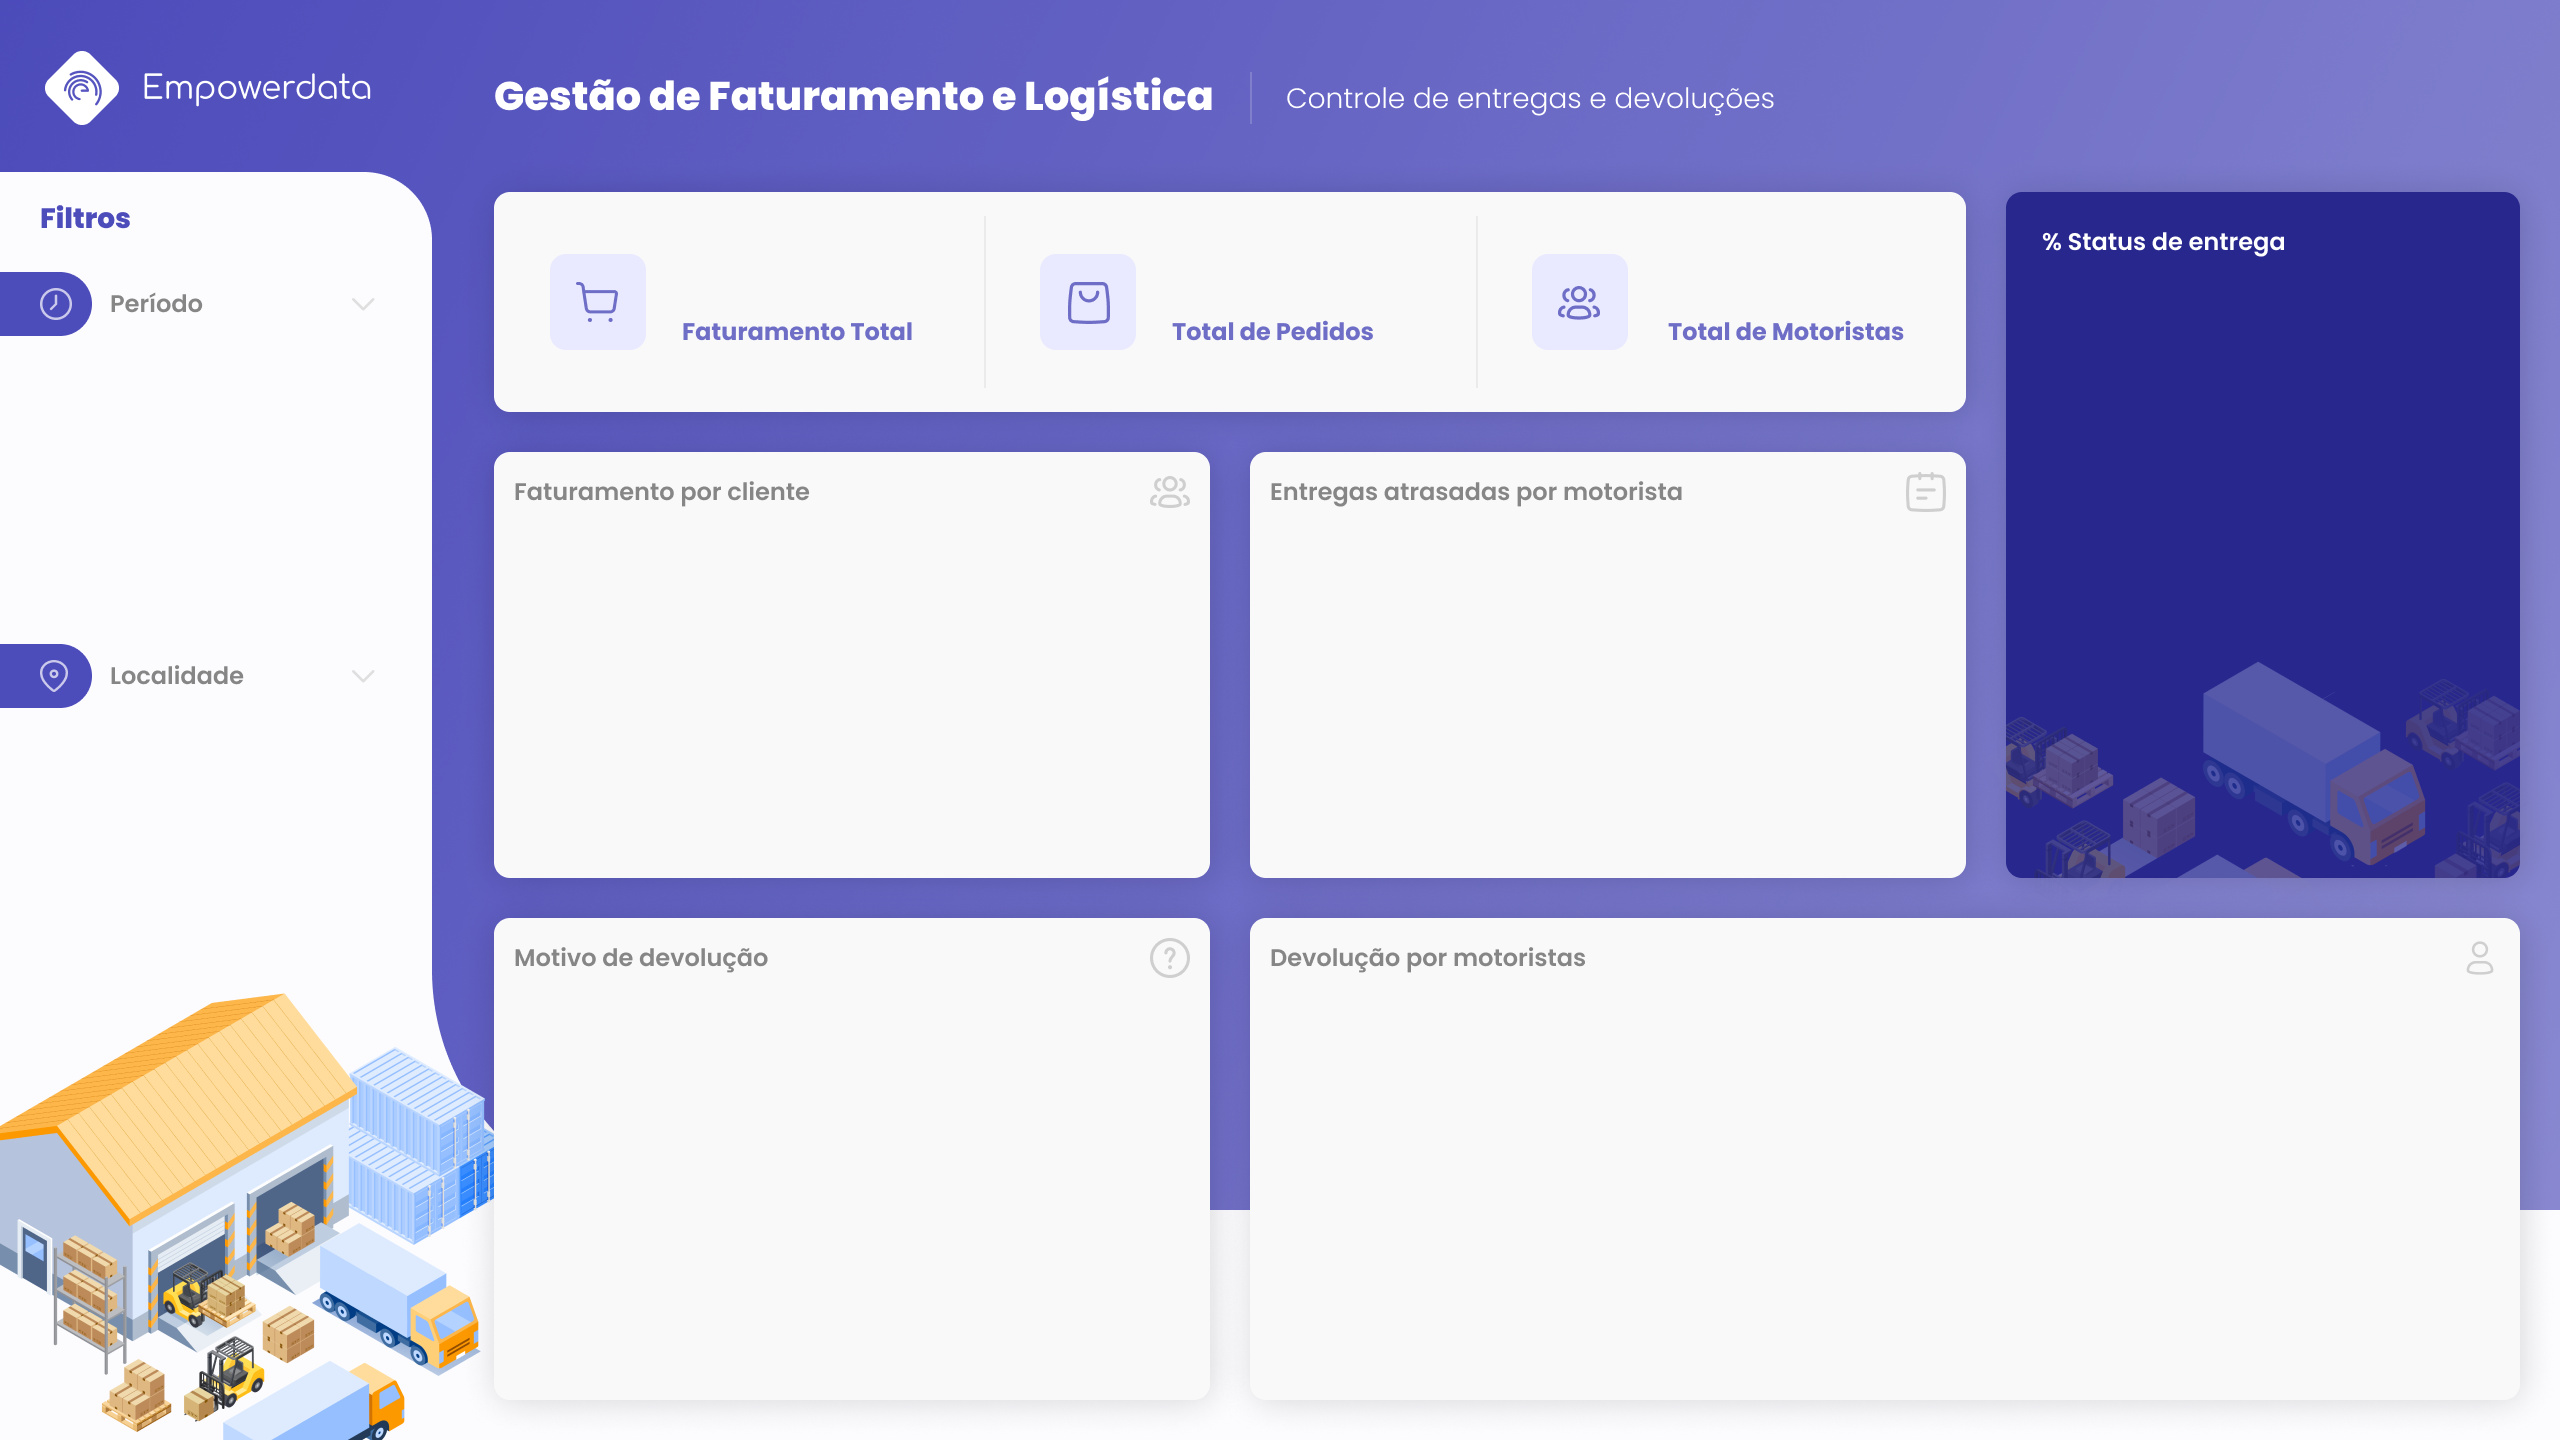 Empowerdata
Gestão de Faturamento e Logística
Controle de entregas e devoluções
Filtros
Período
Localidade
Faturamento Total
Total de Pedidos
Total de Motoristas
% Status de entrega
Faturamento por cliente
Entregas atrasadas por motorista
Motivo de devolução
Devolução por motoristas